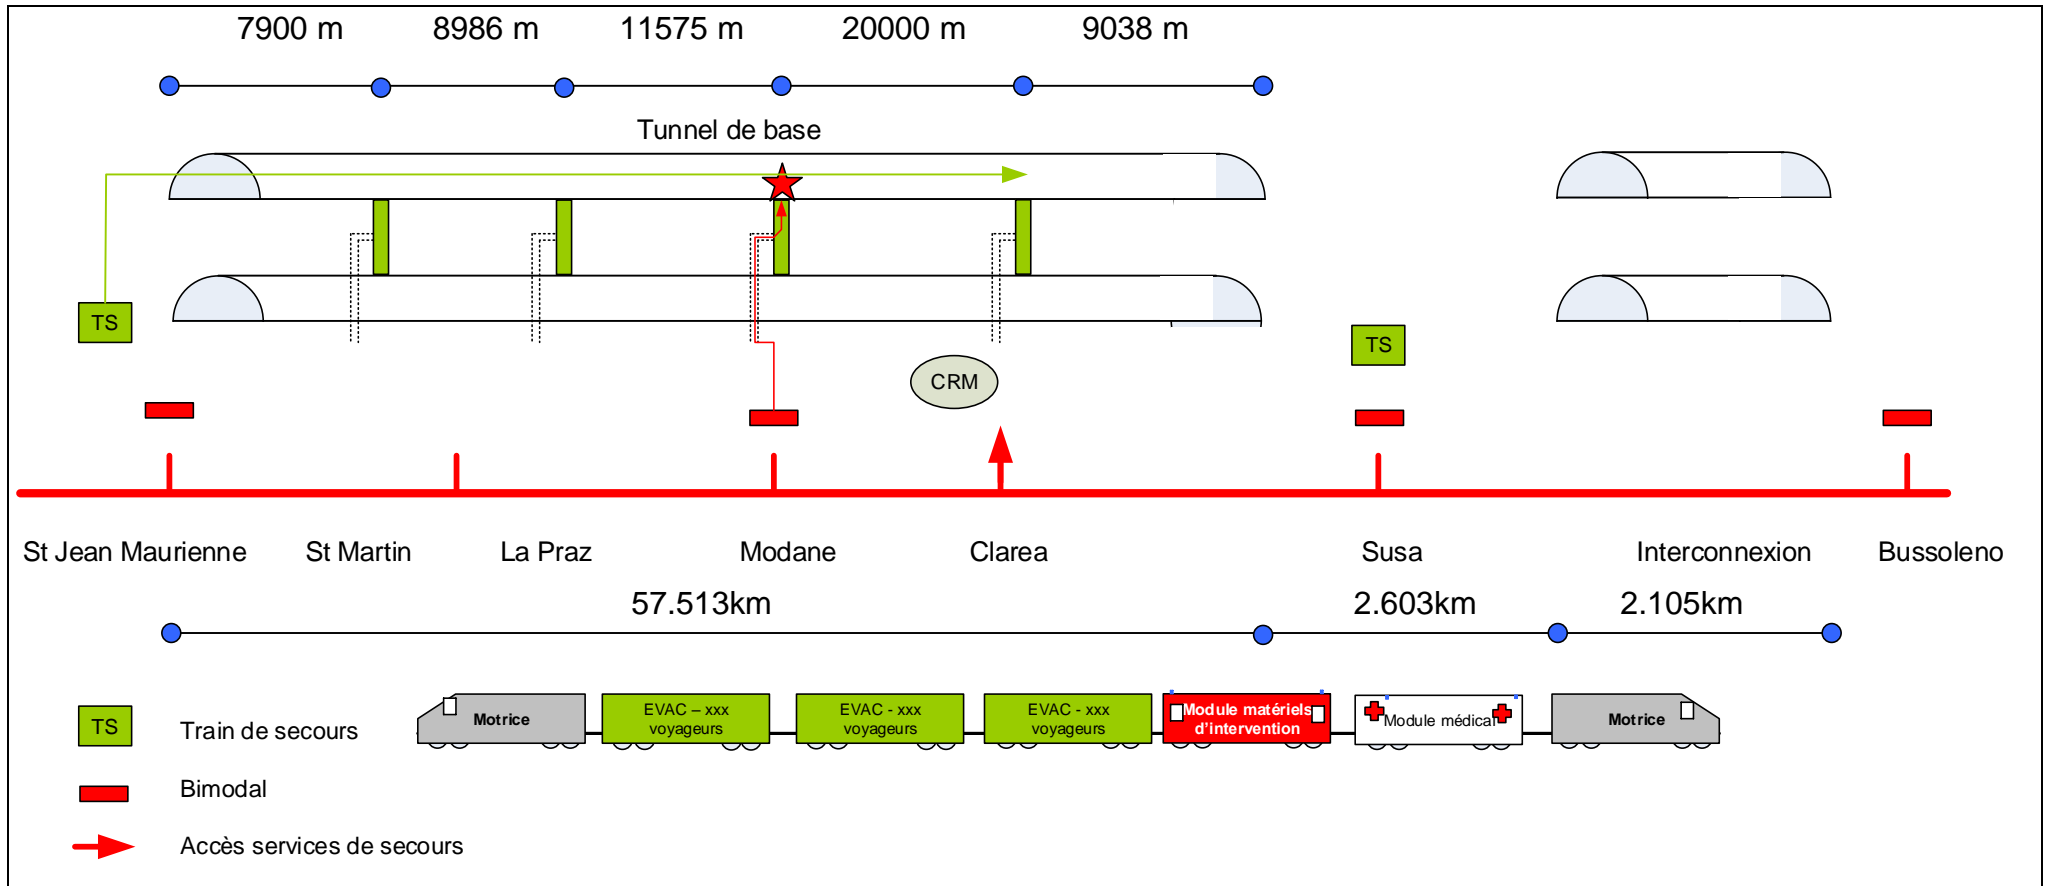 7900 m 8986 m 11575 m 20000 m 9038 m
Tunnel de base
TS
TS
CRM
St Jean Maurienne St Martin La Praz Modane Clarea Susa Interconnexion Bussoleno
57.513km 2.603km 2.105km
TS Train de secours
Motrice
EVAC – xxx
voyageurs
EVAC - xxx
voyageurs
EVAC - xxx
voyageurs
Module matériels
d'intervention
Module médical
Motrice
Bimodal
Accès services de secours